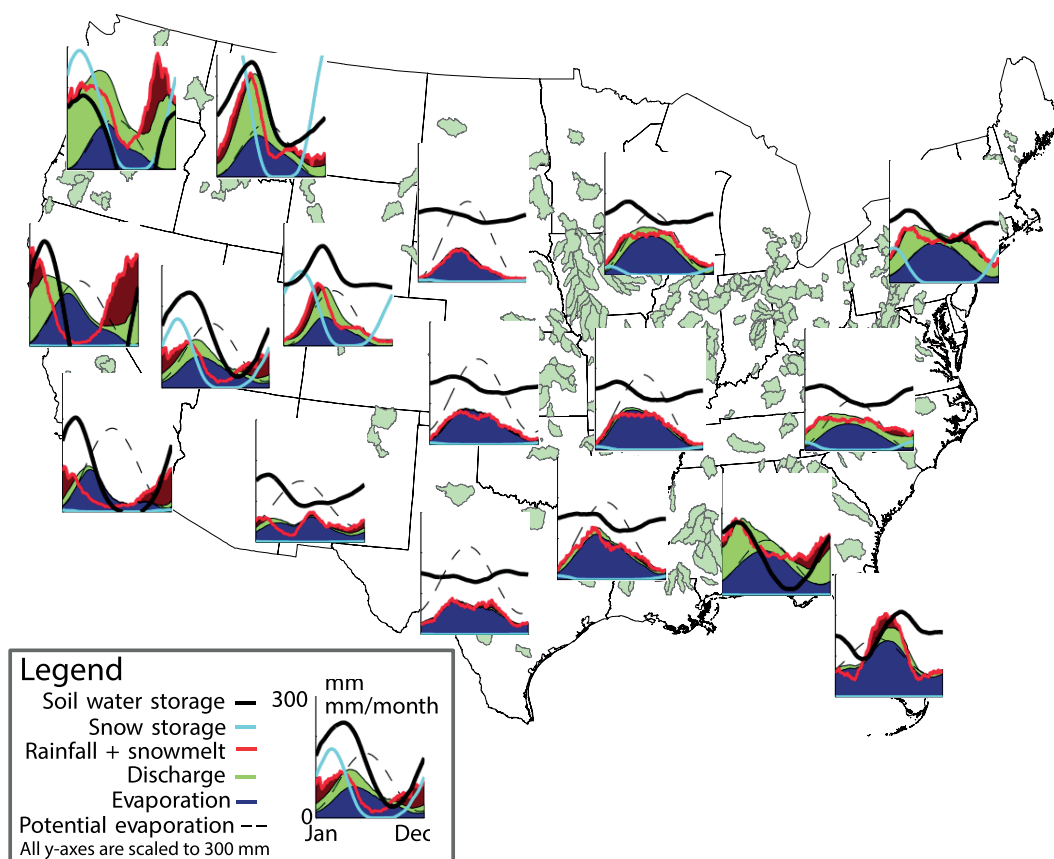 Legend
Soil water storage
Snow storage
Rainfall + snowmelt
Discharge
Evaporation
Potential evaporation
All y-axes are scaled to 300 mm
300
mm
mm/month
0
Jan
Dec